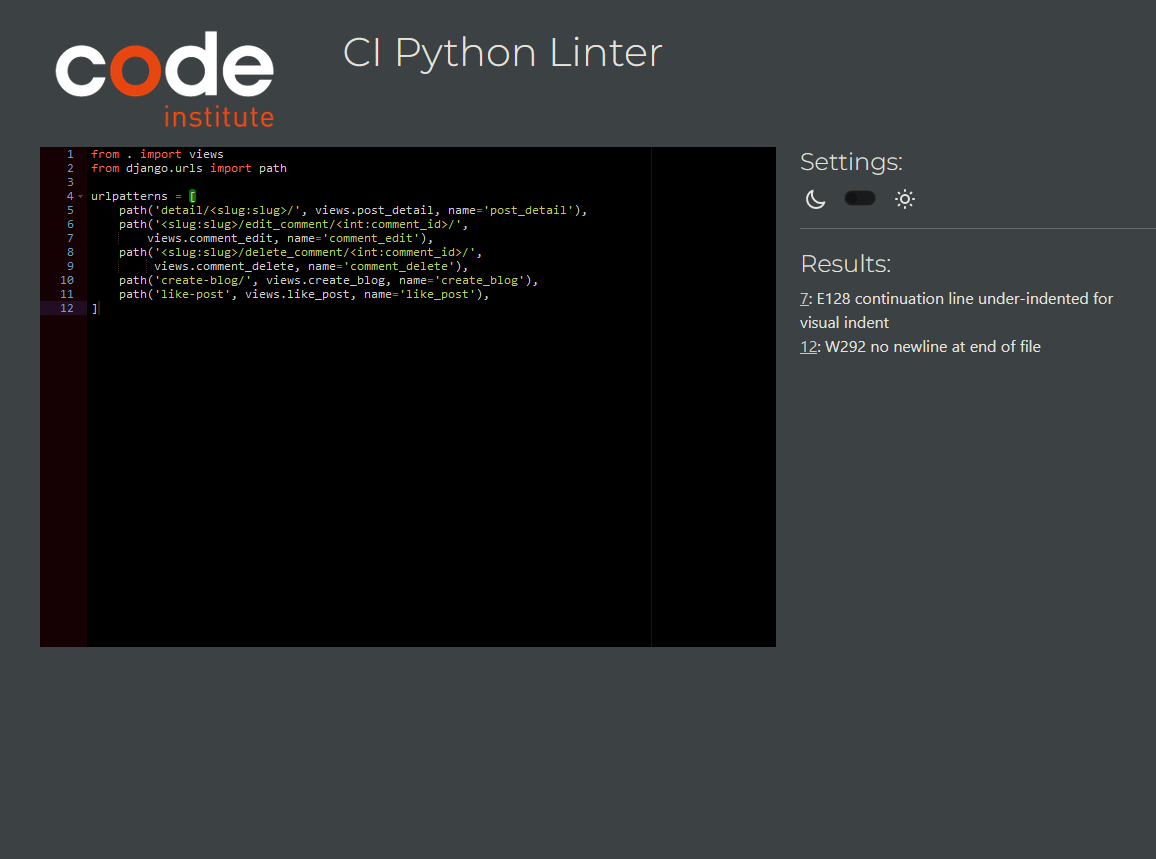 code
institute
CI Python Linter
1 from . import views
2 from django.urls import path
3
4 urlpatterns = [
5     path('detail/<slug:slug>/', views.post_detail, name='post_detail'),
6     path('<slug:slug>/edit_comment/<int:comment_id>/',
7         views.comment_edit, name='comment_edit'),
8     path('<slug:slug>/delete_comment/<int:comment_id>/',
9          views.comment_delete, name='comment_delete'),
10     path('create-blog/', views.create_blog, name='create_blog'),
11     path('like-post', views.like_post, name='like_post'),
12 ]
Settings:
Results:
7: E128 continuation line under-indented for
visual indent
12: W292 no newline at end of file